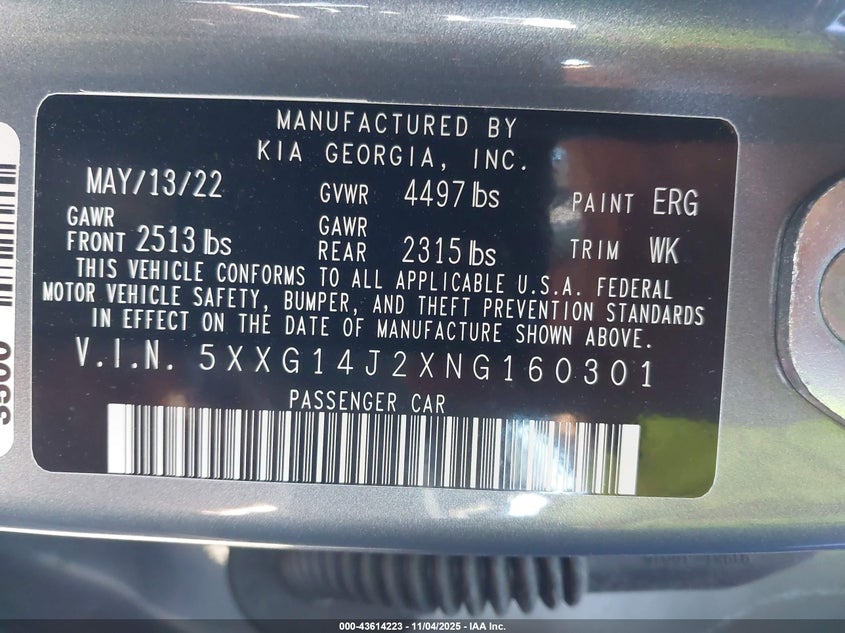 MANUFACTURED BY
KIA GEORGIA, INC.
MAY/13/22 GVWR 4497 lbs PAINT ERG
GAWR FRONT 2513 lbs GAWR REAR 2315 lbs TRIM WK
THIS VEHICLE CONFORMS TO ALL APPLICABLE U.S.A. FEDERAL
MOTOR VEHICLE SAFETY, BUMPER, AND THEFT PREVENTION STANDARDS
IN EFFECT ON THE DATE OF MANUFACTURE SHOWN ABOVE.
V.I.N. 5XXG14J2XNG160301
PASSENGER CAR
000-43614223 - 11/04/2025 - IAA Inc.